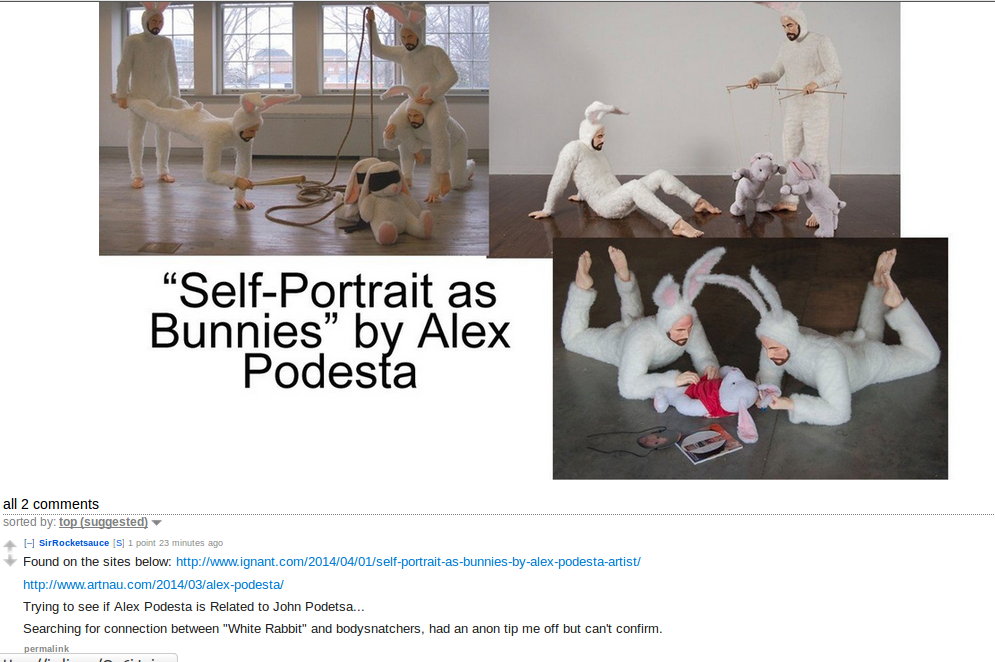 “Self-Portrait as
Bunnies” by Alex
Podesta
all 2 comments
sorted by: top (suggested)
[–] SirRocketsauce [S] 1 point 23 minutes ago
Found on the sites below: http://www.ignant.com/2014/04/01/self-portrait-as-bunnies-by-alex-podesta-artist/
http://www.artnau.com/2014/03/alex-podesta/
Trying to see if Alex Podesta is Related to John Podetsa...
Searching for connection between "White Rabbit" and bodysnatchers, had an anon tip me off but can't confirm.
permalink